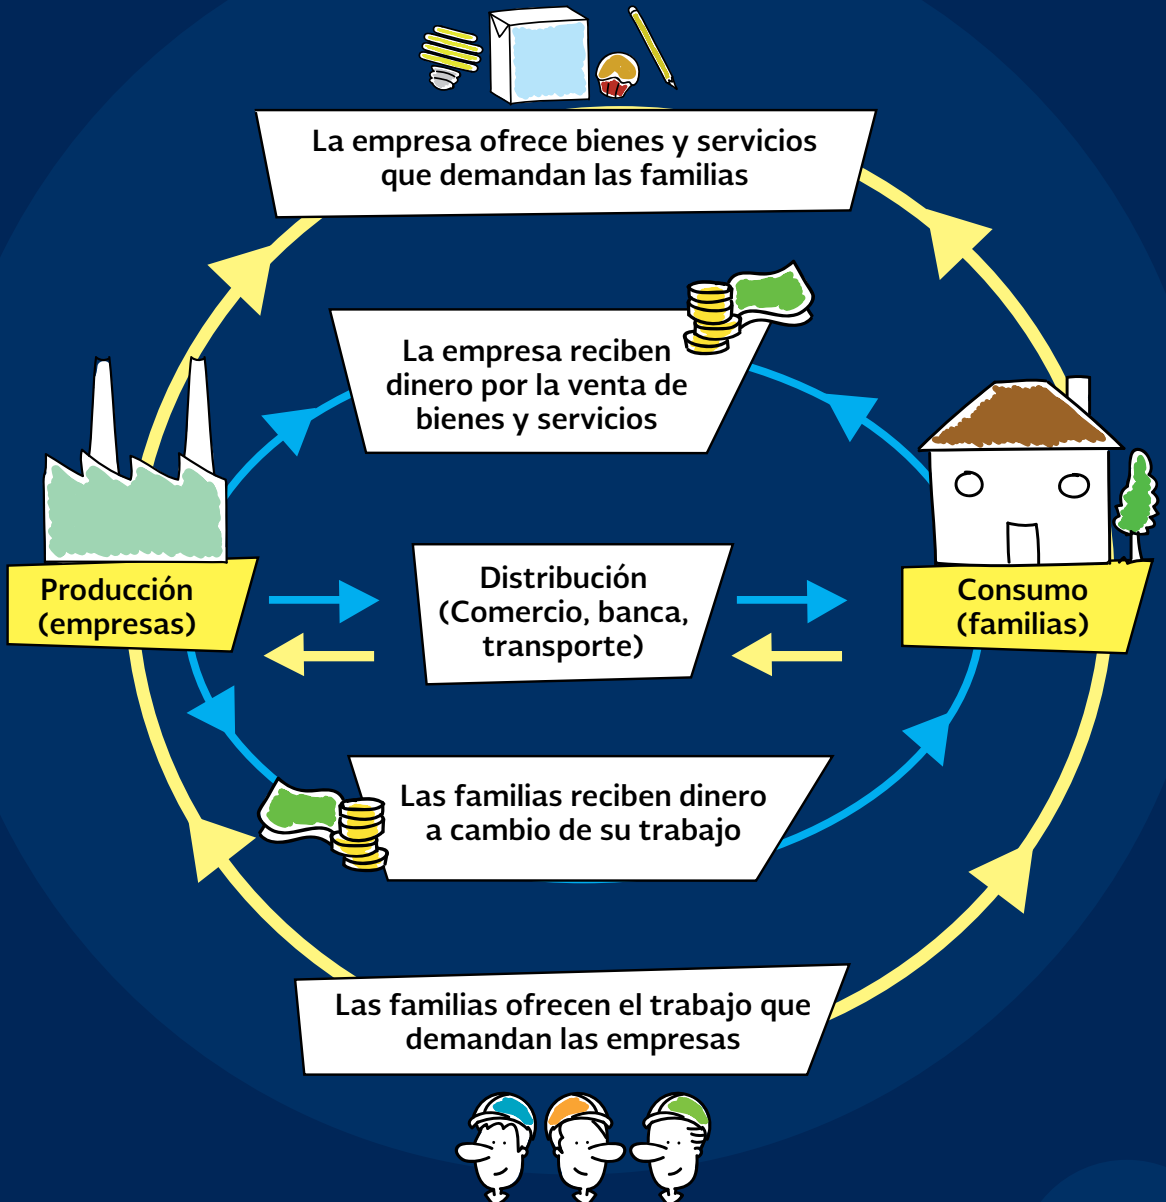 La empresa ofrece bienes y servicios
que demandan las familias
La empresa reciben
dinero por la venta de
bienes y servicios
Producción
(empresas)
Distribución
(Comercio, banca,
transporte)
Consumo
(familias)
Las familias reciben dinero
a cambio de su trabajo
Las familias ofrecen el trabajo que
demandan las empresas